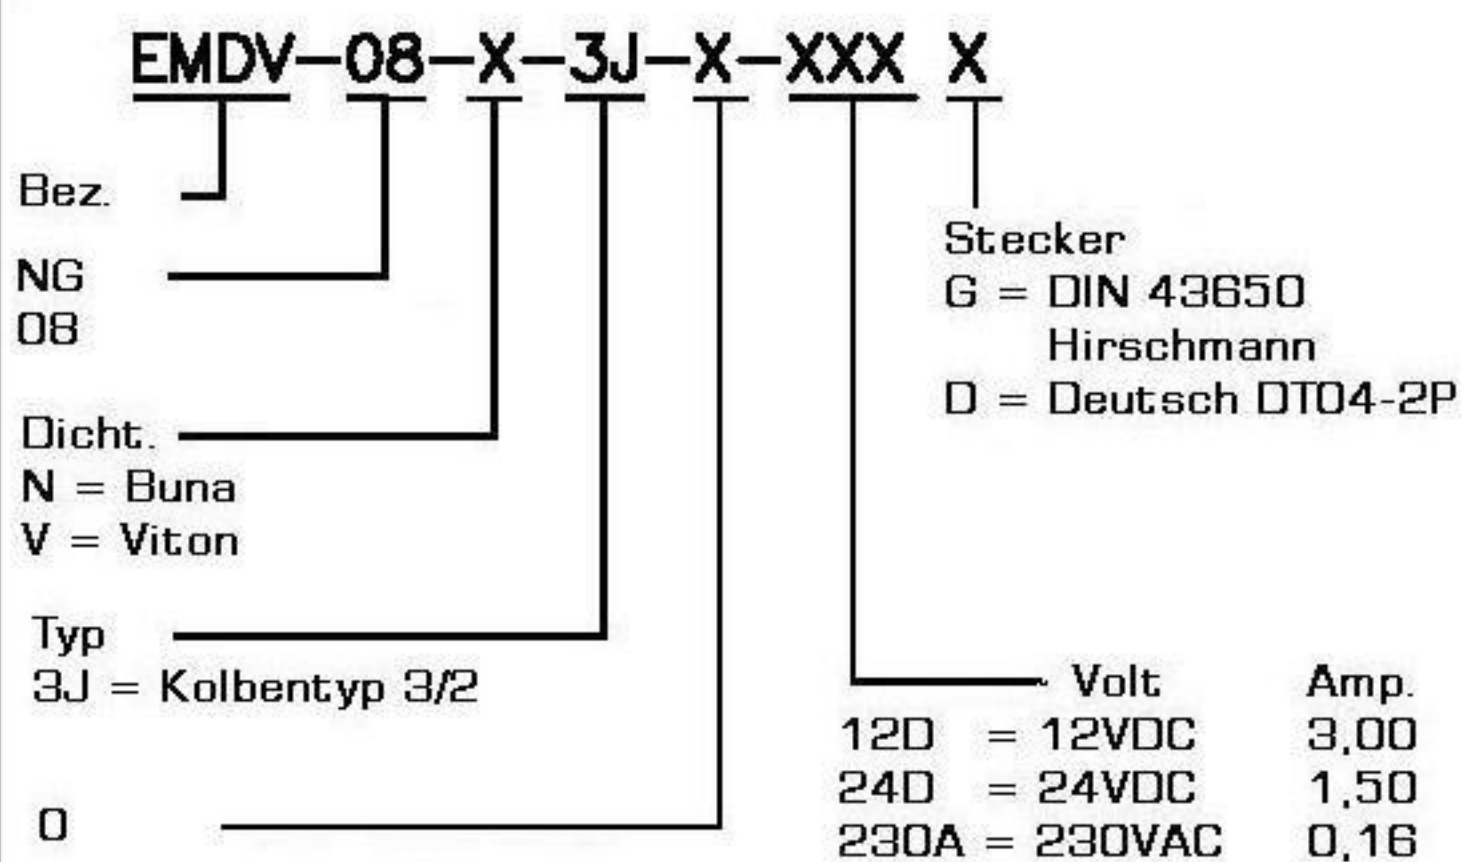 EMDV-08-X-3J-X-XXX X
Bez.
NG
08
Dicht.
N = Buna
V = Viton
Typ
3J = Kolbentyp 3/2
0
Stecker
G = DIN 43650
Hirschmann
D = Deutsch DT04-2P
Volt Amp.
12D = 12VDC 3,00
24D = 24VDC 1,50
230A = 230VAC 0,16